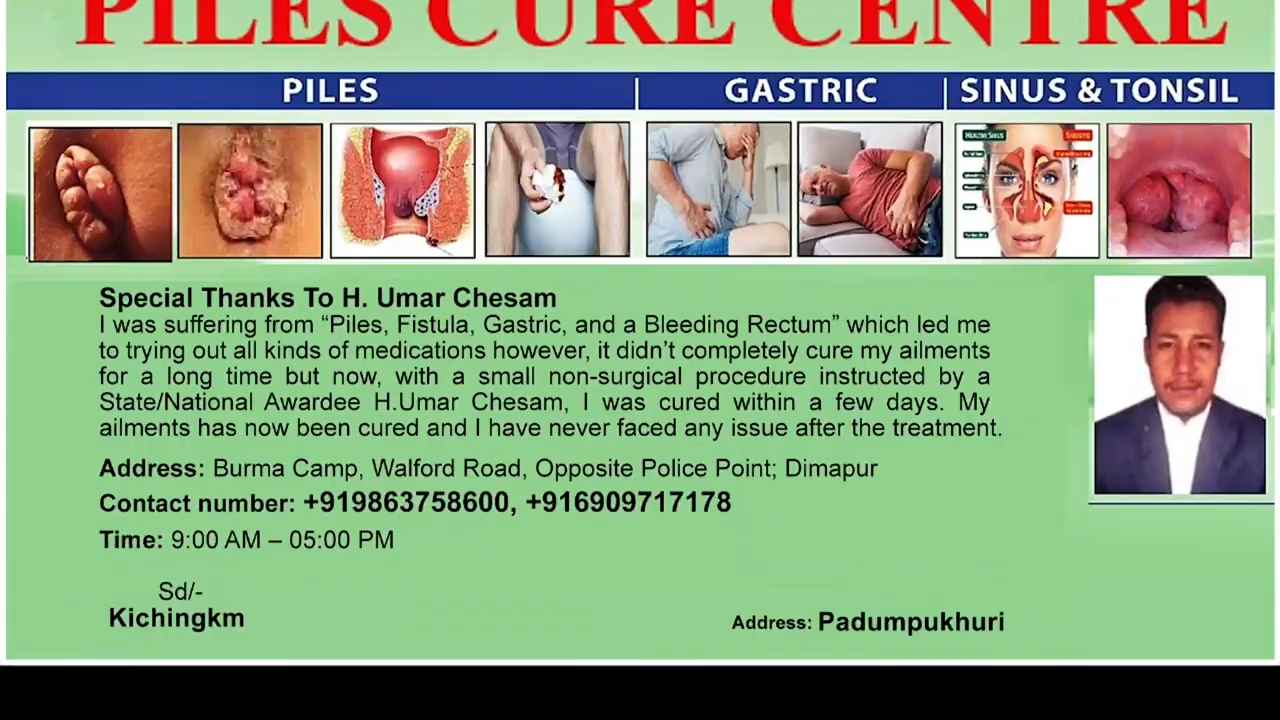 PILES CURE CENTRE
PILES | GASTRIC | SINUS & TONSIL
Special Thanks To H. Umar Chesam
I was suffering from “Piles, Fistula, Gastric, and a Bleeding Rectum” which led me
to trying out all kinds of medications however, it didn’t completely cure my ailments
for a long time but now, with a small non-surgical procedure instructed by a
State/National Awardee H.Umar Chesam, I was cured within a few days. My
ailments has now been cured and I have never faced any issue after the treatment.
Address: Burma Camp, Walford Road, Opposite Police Point; Dimapur
Contact number: +919863758600, +916909717178
Time: 9:00 AM – 05:00 PM
Sd/-
Kichingkm
Address: Padumpukhuri